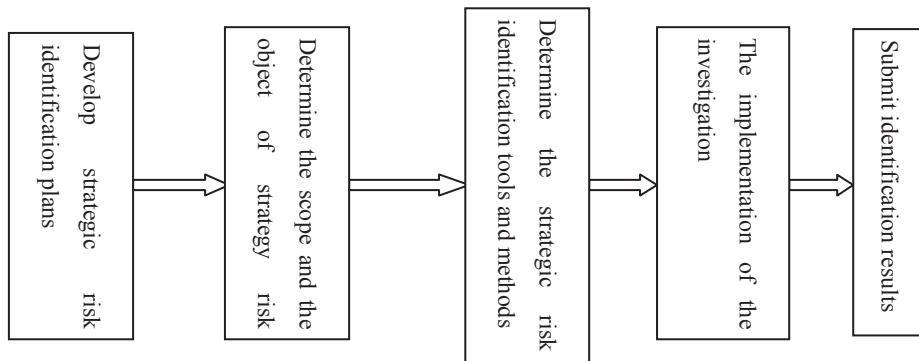 Develop strategic risk
identification plans
Determine the scope and the
object of strategy risk
Determine the strategic risk
identification tools and methods
The implementation of the
investigation
Submit identification results